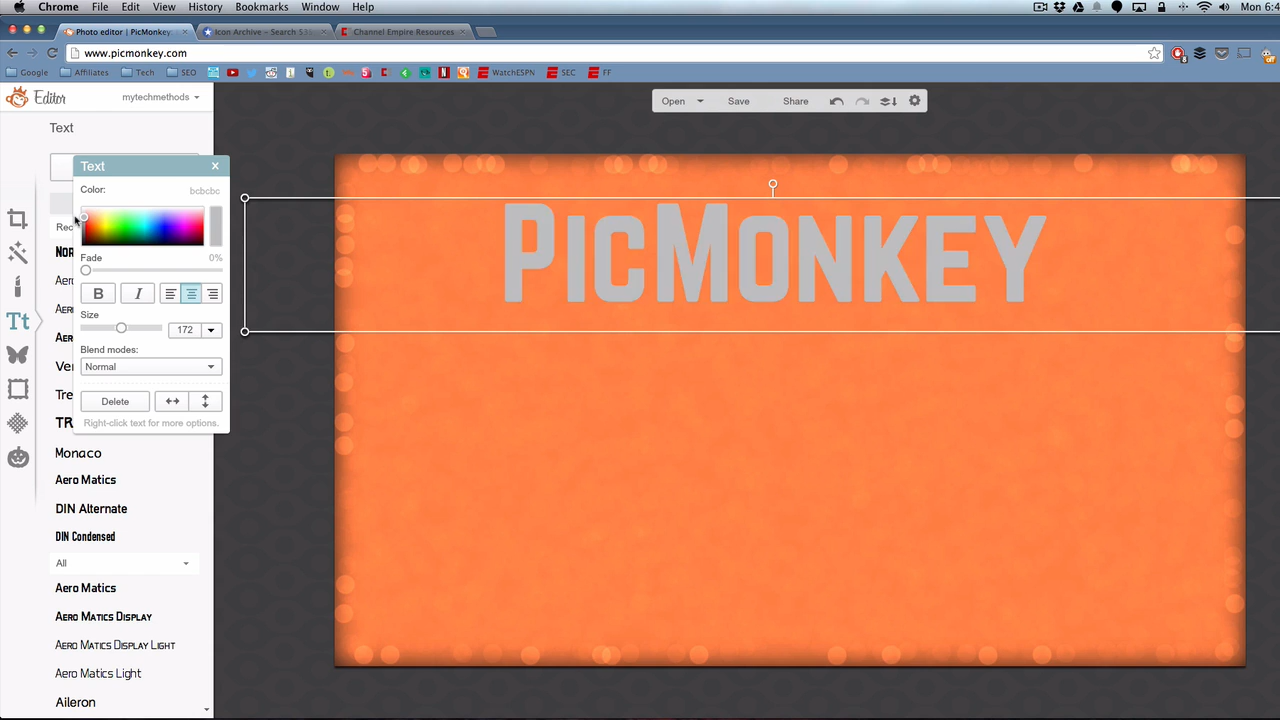 Chrome File Edit View History Bookmarks Window Help
Mon 6:4
Photo editor | PicMonkey:
Icon Archive - Search
Channel Empire Resources
www.picmonkey.com
Google Affiliates Tech SEO WatchESPN SEC FF
Editor mytechmethods
Open Save Share
Text
Text
Color: bcbcbc
Fade 0%
B I
Size
172
Blend modes:
Normal
Delete
Right-click text for more options.
Monaco
Aero Matics
DIN Alternate
DIN Condensed
All
Aero Matics
Aero Matics Display
Aero Matics Display Light
Aero Matics Light
Aileron
PicMonkey